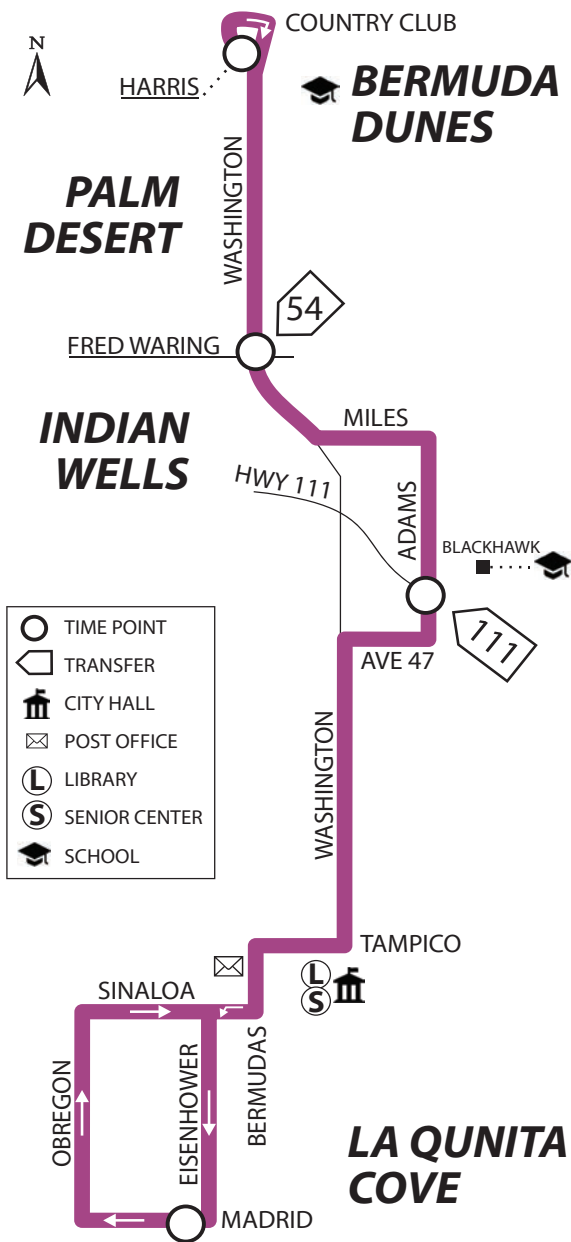 COUNTRY CLUB
N
HARRIS
BERMUDA
DUNES
WASHINGTON
PALM
DESERT
54
FRED WARING
MILES
INDIAN
WELLS
HWY 111
ADAMS
BLACKHAWK
111
TIME POINT
TRANSFER
CITY HALL
POST OFFICE
L LIBRARY
S SENIOR CENTER
SCHOOL
AVE 47
WASHINGTON
TAMPICO
L
S
SINALOA
OBREGON
EISENHOWER
BERMUDAS
LA QUNITA
COVE
MADRID